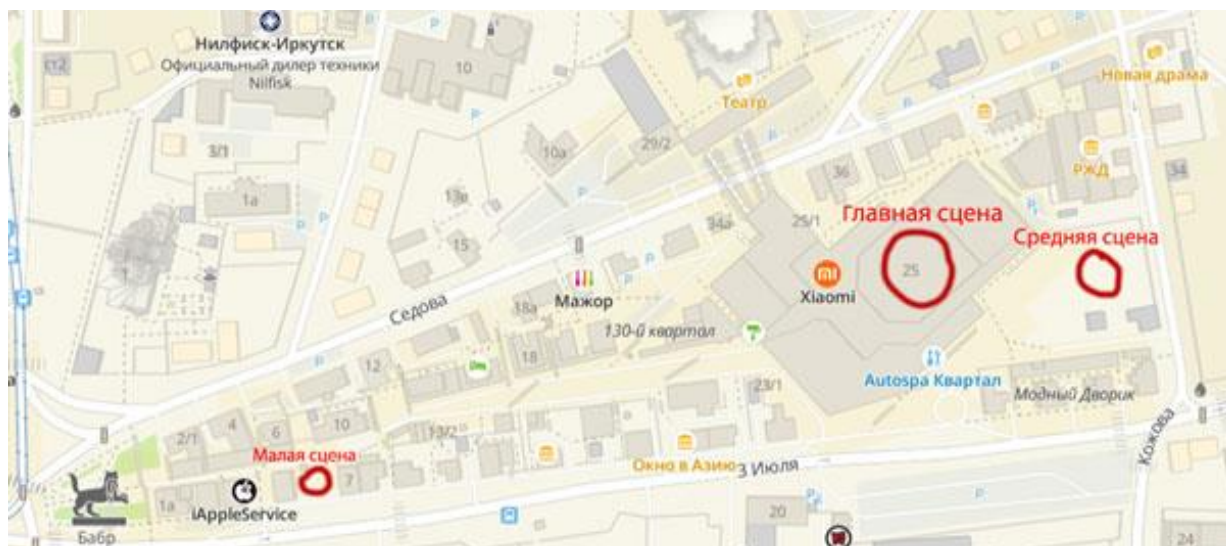 с12
Нилфиск-Иркутск
Официальный дилер техники
Nilfisk
10
Театр
Новая драма
3/1
10а
29/2
1а
13в
36
РЖД
34
15
34а
25/1
Главная сцена
Средняя сцена
1
25
Xiaomi
Мажор
Седова
18а
130-й квартал
12
18
Autospa Квартал
23/1
Модный Дворик
2/1
4
6
10
13/2
Малая сцена
7
Окно в Азию
3 Июля
Кожова
1а
iAppleService
Бабр
20
24